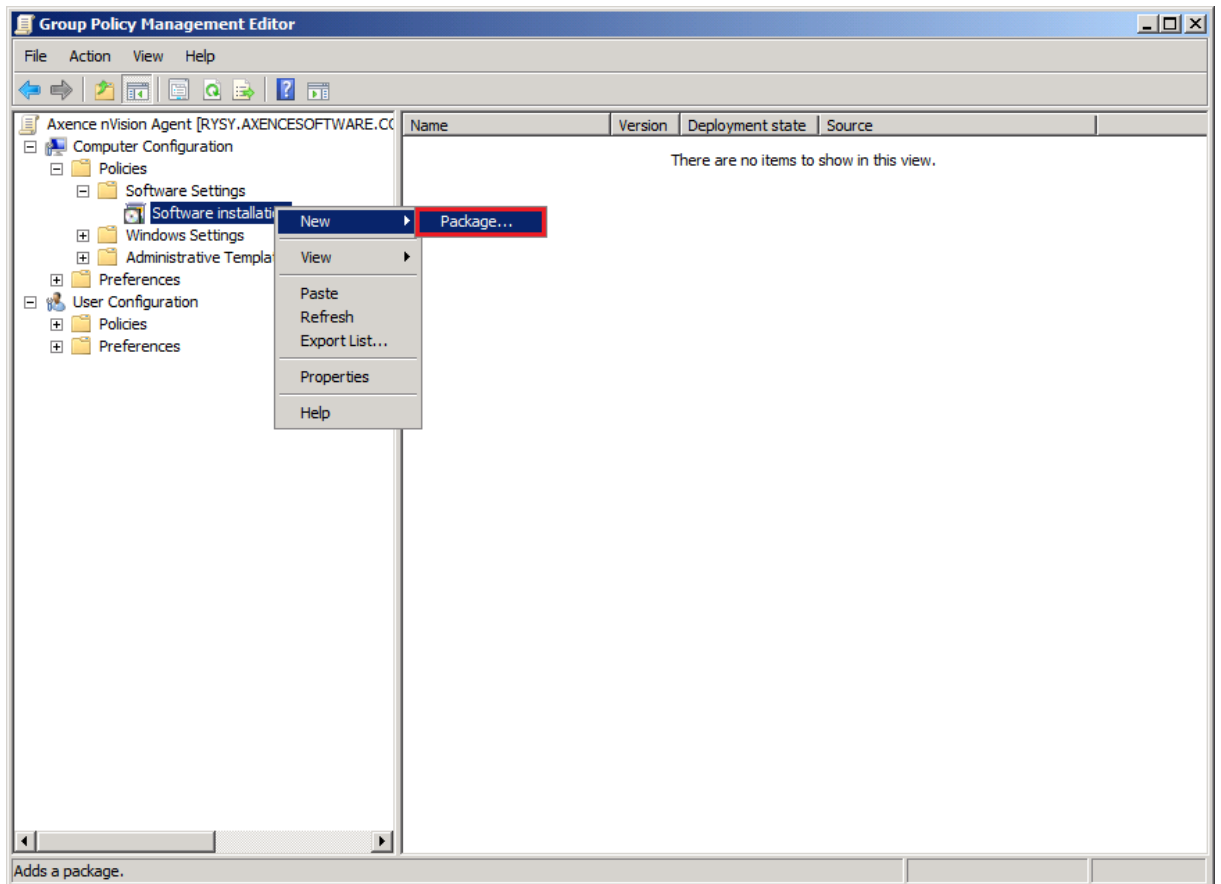 Group Policy Management Editor
File Action View Help
Axence nVision Agent [RYSY.AXENCESOFTWARE.CO
Computer Configuration
Policies
Software Settings
Software installati
Windows Settings
Administrative Templa
Preferences
User Configuration
Policies
Preferences
New
Package...
View
Paste
Refresh
Export List...
Properties
Help
Name Version Deployment state Source
There are no items to show in this view.
Adds a package.